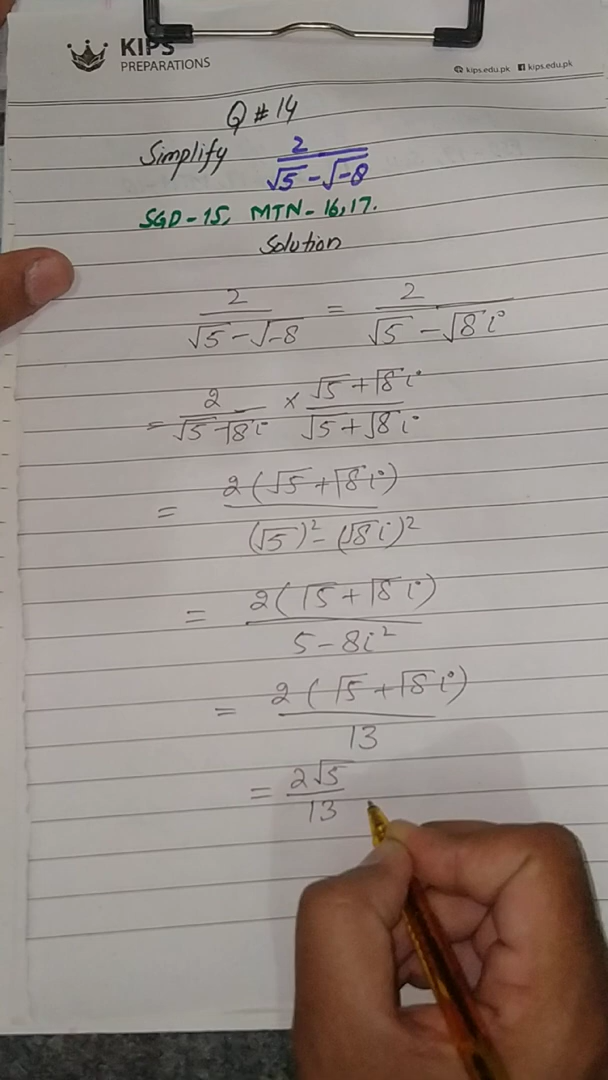 KIPS
PREPARATIONS
kips.edu.pk kips.edu.pk
Q # 14
Simplify 2/(√5 - √-8)
SGD - 15, MTN - 16, 17.
Solution
2/(√5 - √-8) = 2/(√5 - √8 i)
= 2/(√5 - √8 i) × (√5 + √8 i)/(√5 + √8 i)
= 2(√5 + √8 i)/((√5)² - (√8 i)²)
= 2(√5 + √8 i)/(5 - 8i²)
= 2(√5 + √8 i)/13
= 2√5/13